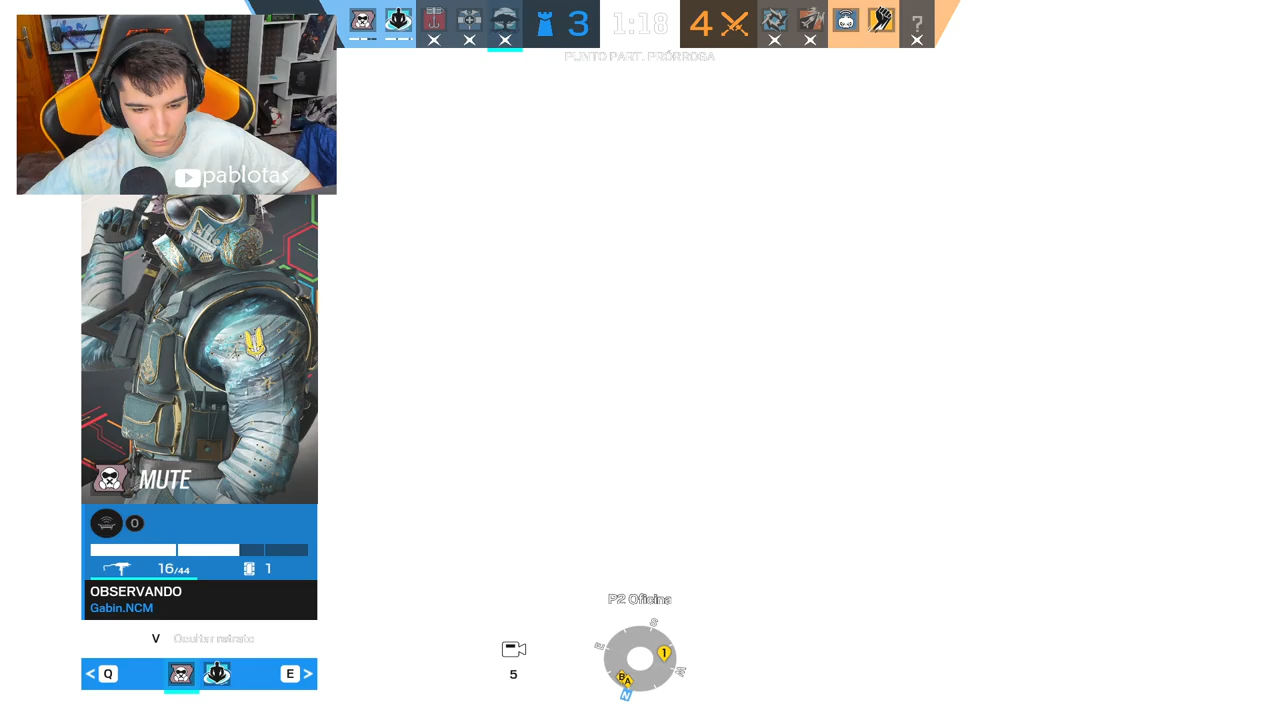 3 1:18 4 ?
PUNTO PART. PRÓRROGA
pablotas
MUTE
0
16/44 1
OBSERVANDO
Gabin.NCM
V Ocultar retrato
< Q E >
P2 Oficina
S
E
1
W
B A
N
5